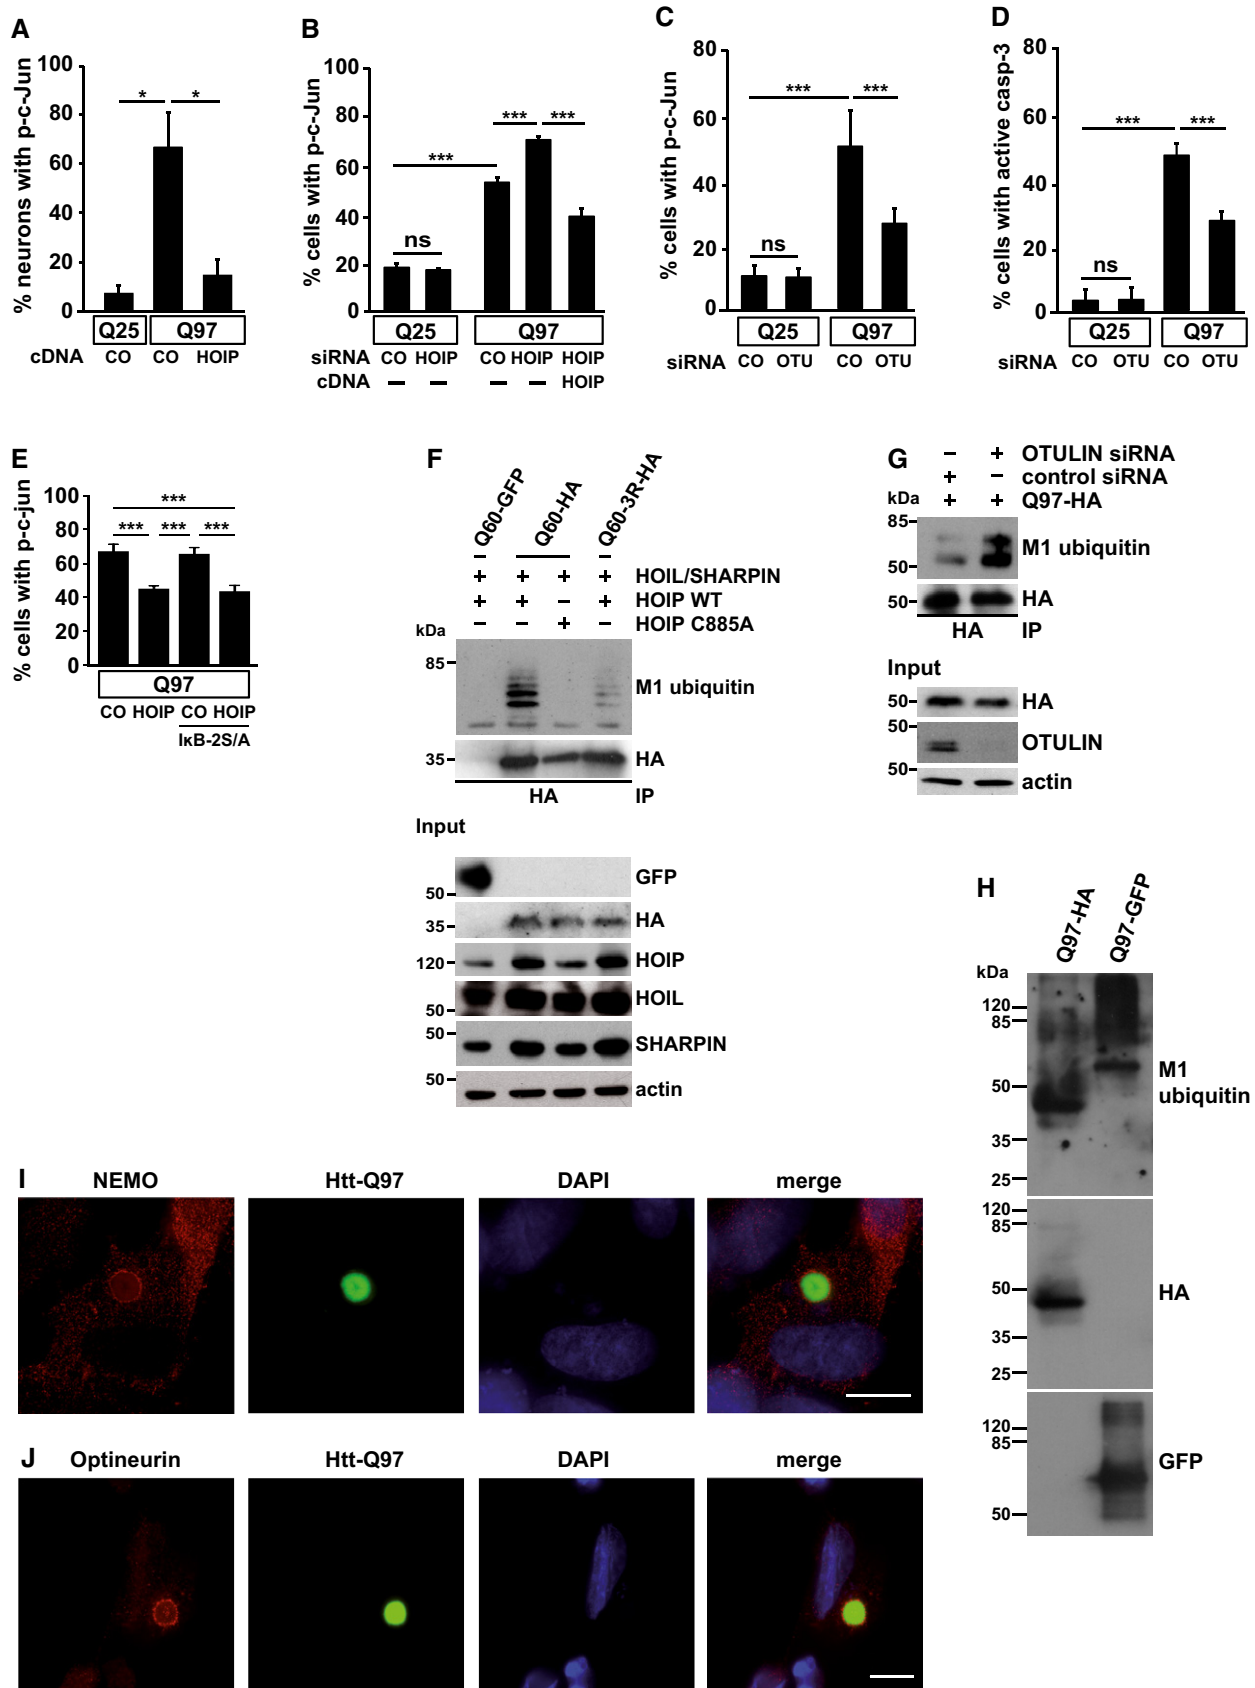 A
% neurons with p-c-Jun
100
80
60
40
20
0
* *
Q25 Q97
cDNA CO CO HOIP
B
% cells with p-c-Jun
100
80
60
40
20
0
ns *** *** ***
Q25 Q97
siRNA CO HOIP CO HOIP HOIP
cDNA – – – – HOIP
C
% cells with p-c-Jun
80
60
40
20
0
ns *** ***
Q25 Q97
siRNA CO OTU CO OTU
D
% cells with active casp-3
80
60
40
20
0
ns *** ***
Q25 Q97
siRNA CO OTU CO OTU
E
% cells with p-c-jun
100
80
60
40
20
0
***
*** *** ***
Q97
CO HOIP CO HOIP
IκB-2S/A
F
Q60-GFP Q60-HA Q60-3R-HA
+ + + + HOIL/SHARPIN
+ + – + HOIP WT
– – + – HOIP C885A
kDa
85 M1 ubiquitin
35 HA
HA IP
Input
50 GFP
35 HA
120 HOIP
50 HOIL
50 SHARPIN
50 actin
G
– + OTULIN siRNA
+ – control siRNA
+ + Q97-HA
kDa
85
M1 ubiquitin
50
50 HA
HA IP
Input
50 HA
50 OTULIN
50 actin
H
Q97-HA Q97-GFP
kDa
120
85
50
35
25
M1
ubiquitin
120
85
50
35
25
HA
120
85
50
GFP
I
NEMO Htt-Q97 DAPI merge
J
Optineurin Htt-Q97 DAPI merge